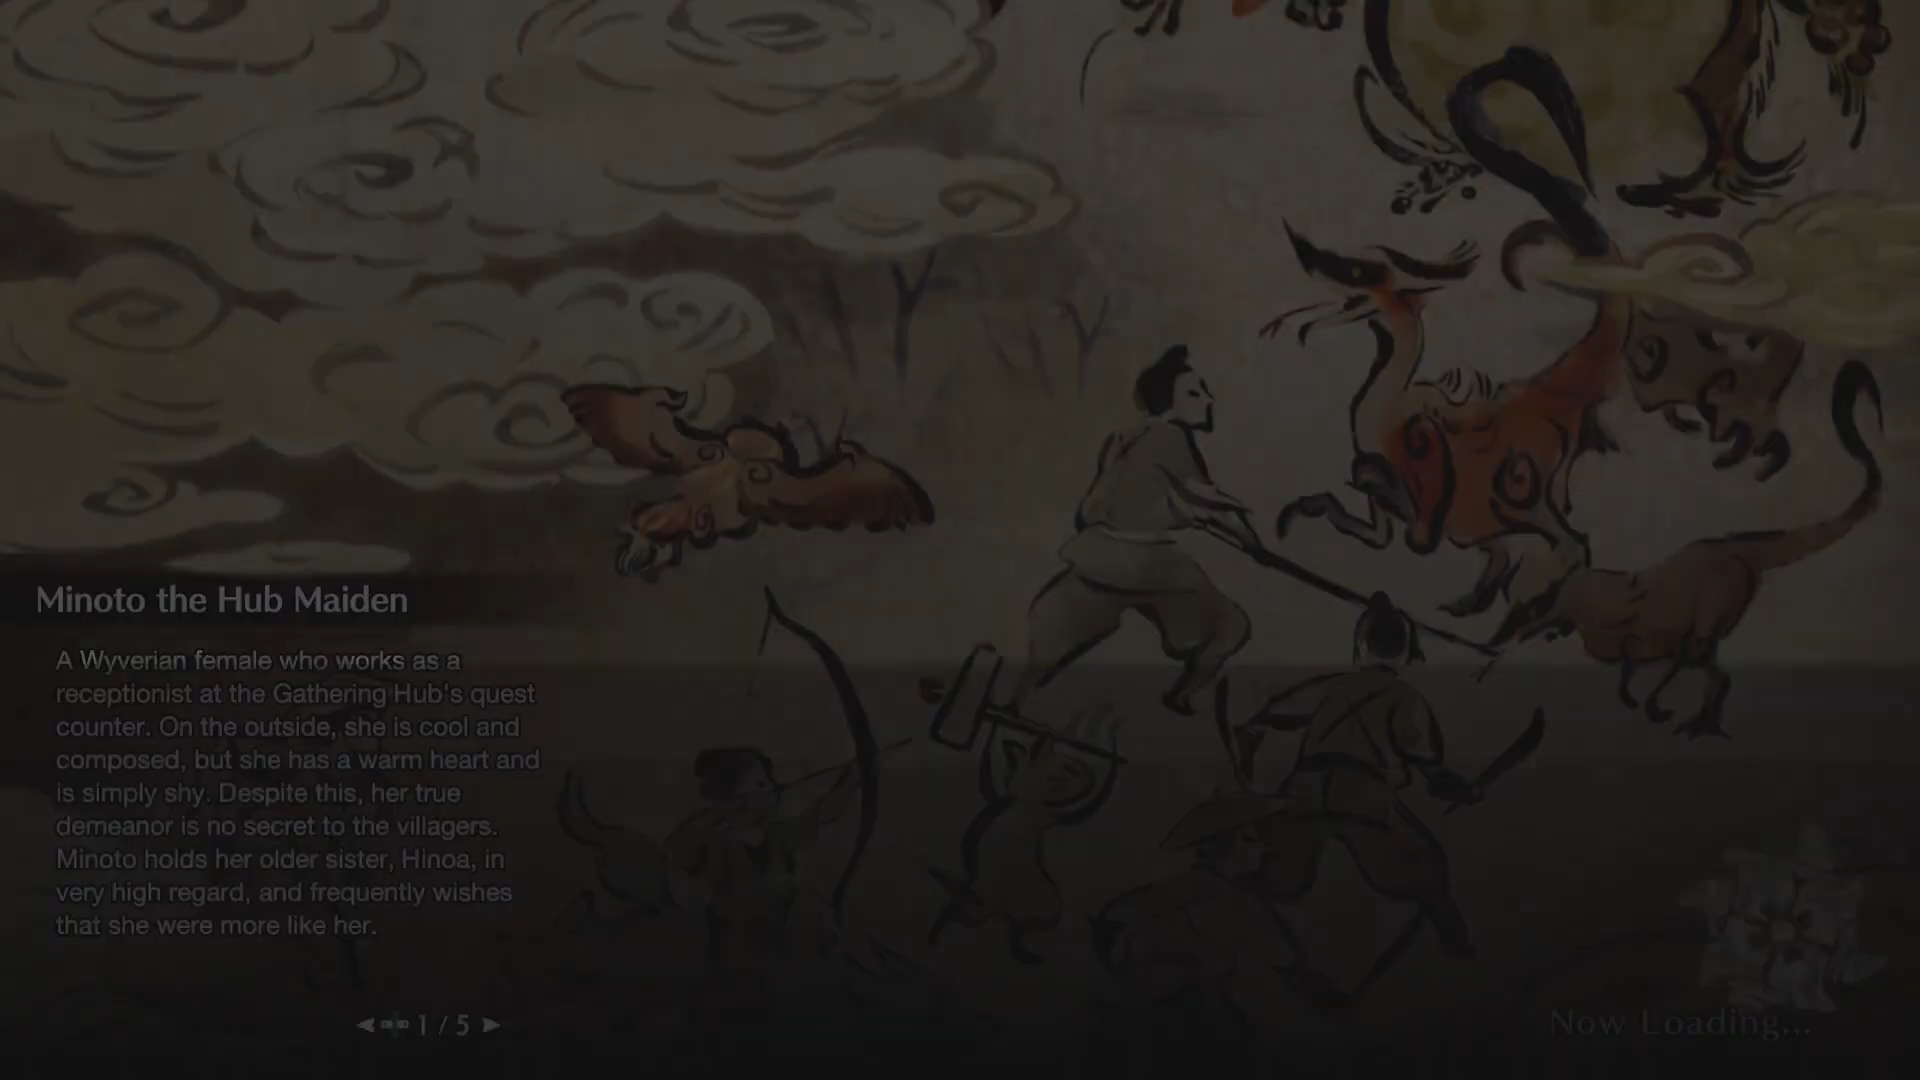 Minoto the Hub Maiden
A Wyverian female who works as a
receptionist at the Gathering Hub's quest
counter. On the outside, she is cool and
composed, but she has a warm heart and
is simply shy. Despite this, her true
demeanor is no secret to the villagers.
Minoto holds her older sister, Hinoa, in
very high regard, and frequently wishes
that she were more like her.
1 / 5
Now Loading...